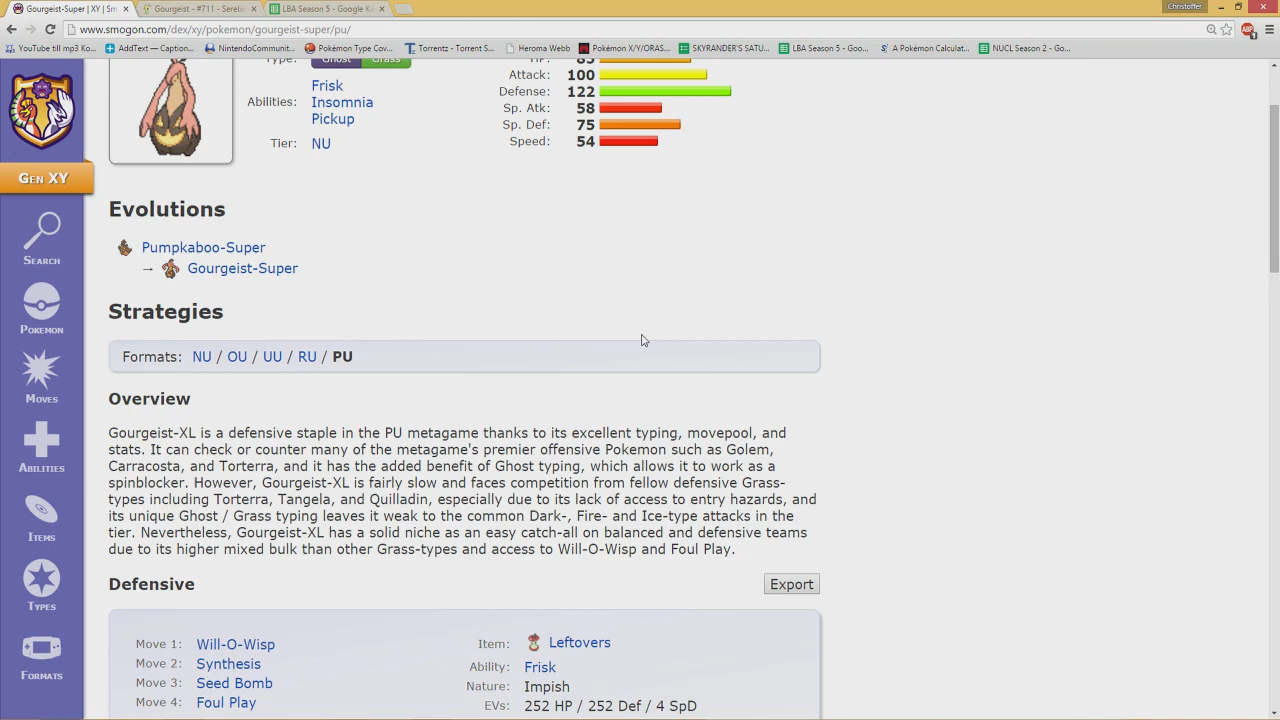 Gourgeist-Super | XY | Sm
Gourgeist - #711 - Serebi
LBA Season 5 - Google Ka
Christoffer
www.smogon.com/dex/xy/pokemon/gourgeist-super/pu/
YouTube til mp3 Ko...
AddText — Caption...
NintendoCommunit...
Pokémon Type Cov...
Torrentz - Torrent S...
Heroma Webb
Pokémon X/Y/ORAS...
SKYRANDER'S SATU...
LBA Season 5 - Goo...
A Pokémon Calculat...
NUCL Season 2 - Go...
Type: Ghost Grass
HP: 85
Attack: 100
Abilities: Frisk
Insomnia
Pickup
Defense: 122
Sp. Atk: 58
Sp. Def: 75
Tier: NU
Speed: 54
Gen XY
Search
Pokemon
Moves
Abilities
Items
Types
Formats
Evolutions
Pumpkaboo-Super
→ Gourgeist-Super
Strategies
Formats: NU / OU / UU / RU / PU
Overview
Gourgeist-XL is a defensive staple in the PU metagame thanks to its excellent typing, movepool, and
stats. It can check or counter many of the metagame's premier offensive Pokemon such as Golem,
Carracosta, and Torterra, and it has the added benefit of Ghost typing, which allows it to work as a
spinblocker. However, Gourgeist-XL is fairly slow and faces competition from fellow defensive Grass-
types including Torterra, Tangela, and Quilladin, especially due to its lack of access to entry hazards, and
its unique Ghost / Grass typing leaves it weak to the common Dark-, Fire- and Ice-type attacks in the
tier. Nevertheless, Gourgeist-XL has a solid niche as an easy catch-all on balanced and defensive teams
due to its higher mixed bulk than other Grass-types and access to Will-O-Wisp and Foul Play.
Defensive
Export
Move 1: Will-O-Wisp
Move 2: Synthesis
Move 3: Seed Bomb
Move 4: Foul Play
Item: Leftovers
Ability: Frisk
Nature: Impish
EVs: 252 HP / 252 Def / 4 SpD